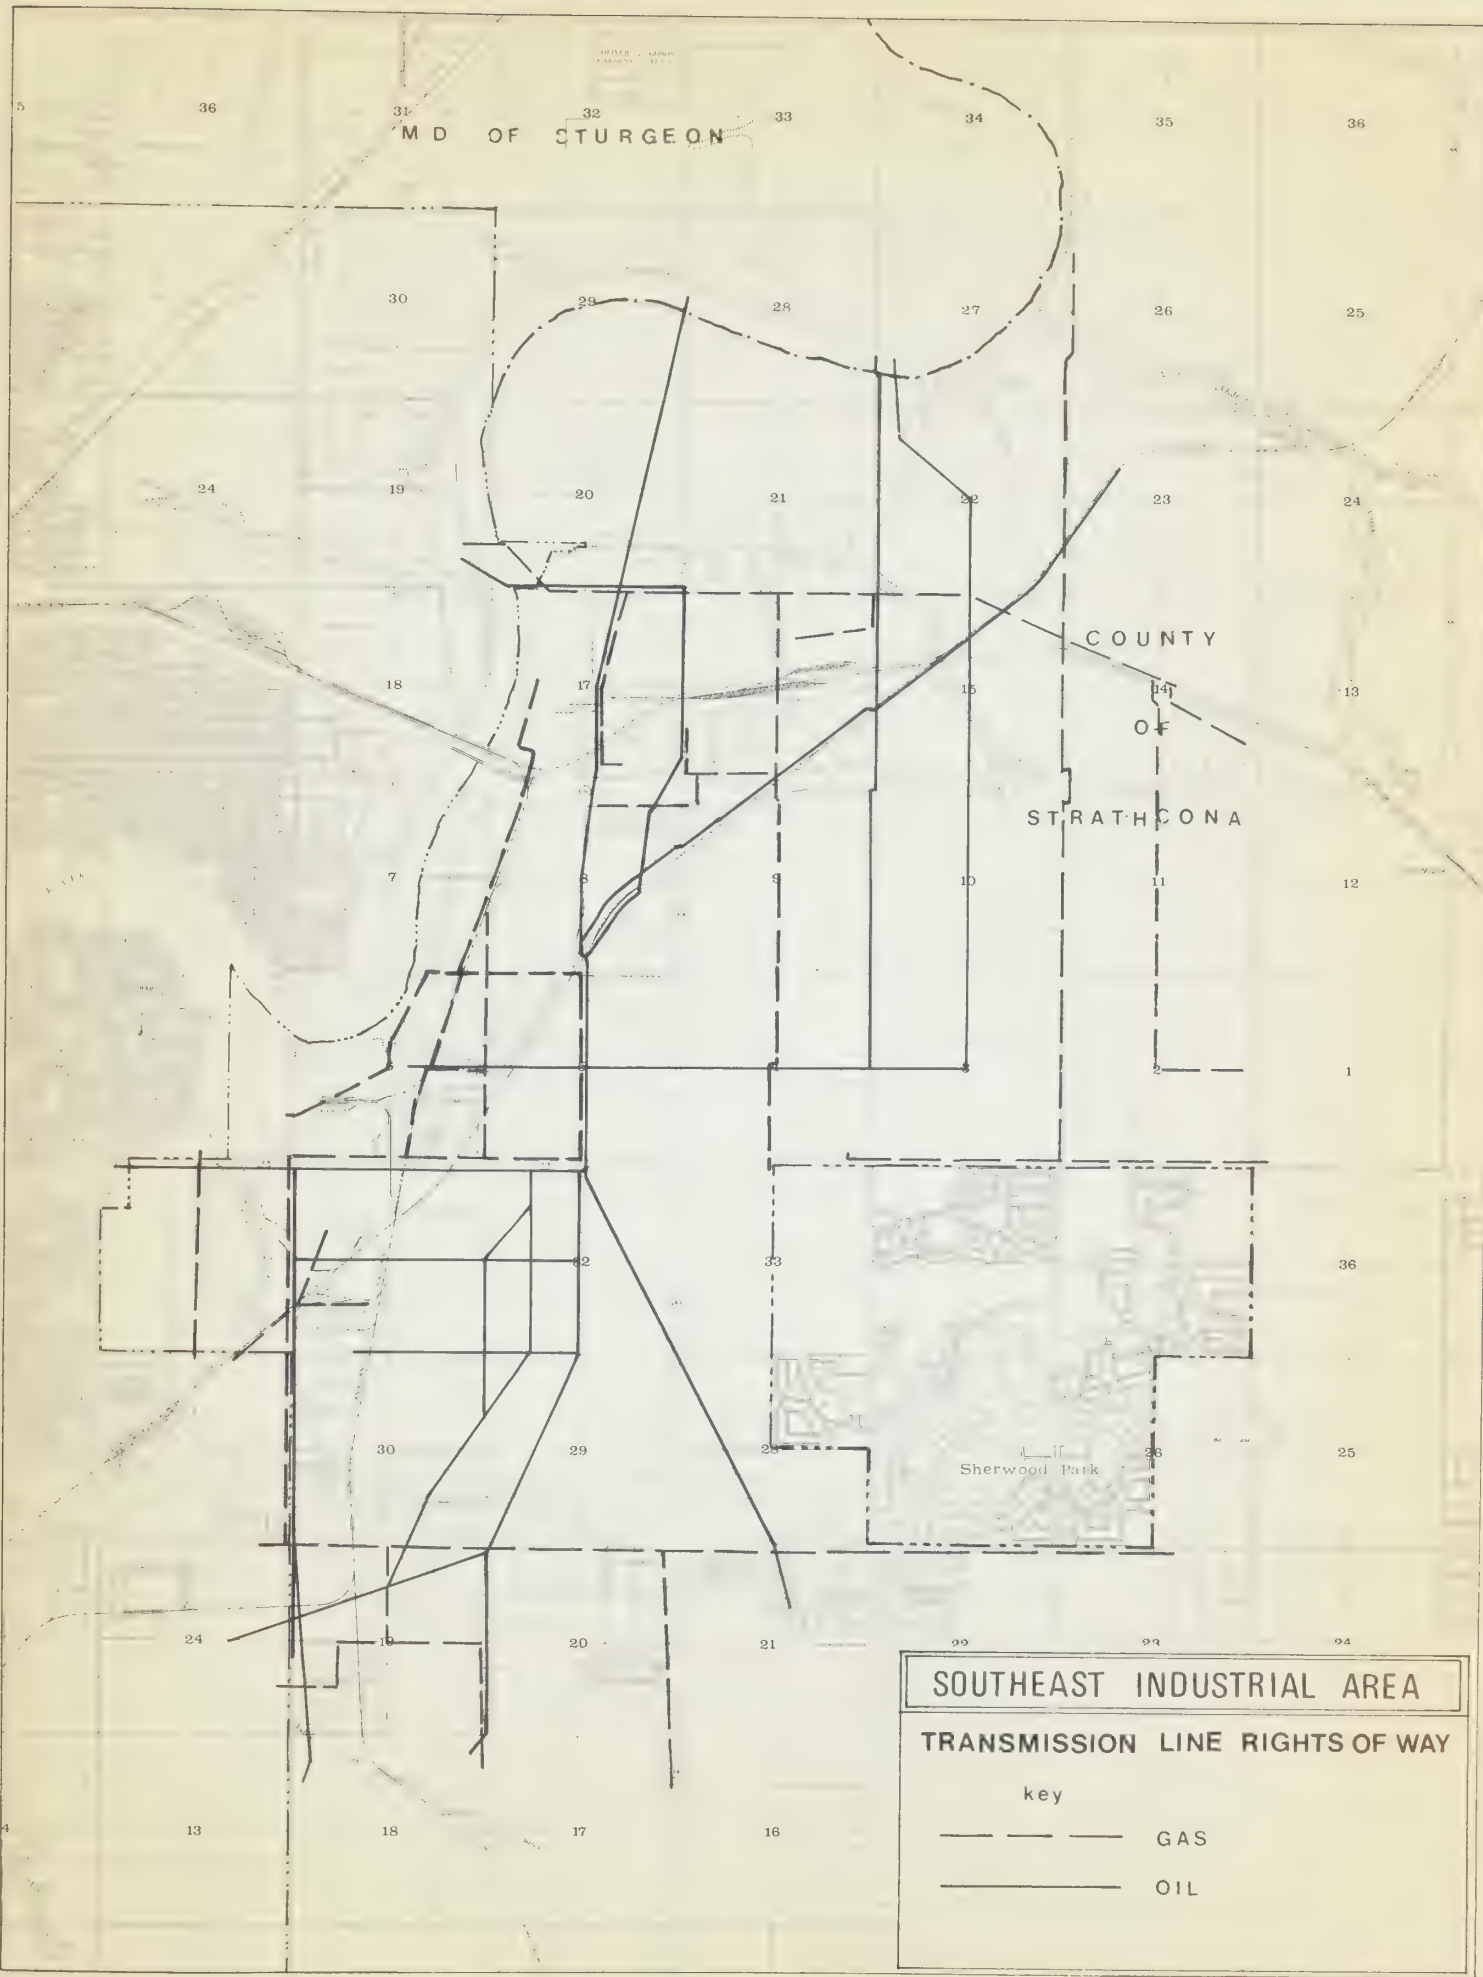 5 36 31 32 33 34 35 36
MD OF STURGEON
30 29 28 27 26 25
24 19 20 21 22 23 24
COUNTY
18 17 15 14 13
OF
STRATHCONA
7 8 9 10 11 12
2 1
32 33 36
30 29 28 26 25
Sherwood Park
24 19 20 21 22 23 24
SOUTHEAST INDUSTRIAL AREA
TRANSMISSION LINE RIGHTS OF WAY
key
GAS
OIL
4 13 18 17 16